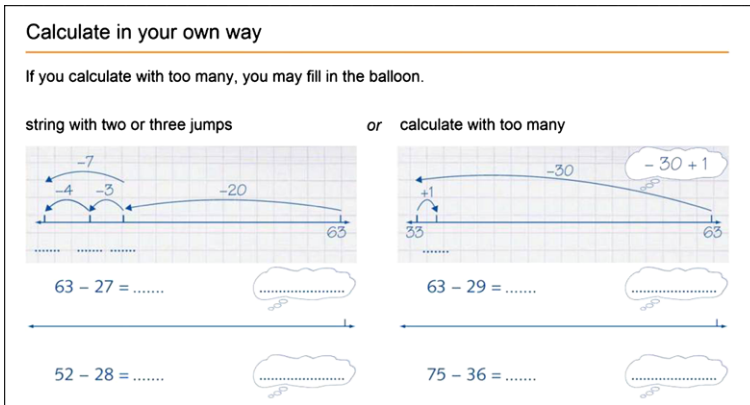 Calculate in your own way
If you calculate with too many, you may fill in the balloon.
string with two or three jumps or calculate with too many
–7
–4 –3 –20
63
....... ....... .......
–30
– 30 + 1
+1
33 63
.......
63 – 27 = ....... .....................
63 – 29 = ....... .....................
52 – 28 = ....... .....................
75 – 36 = ....... .....................